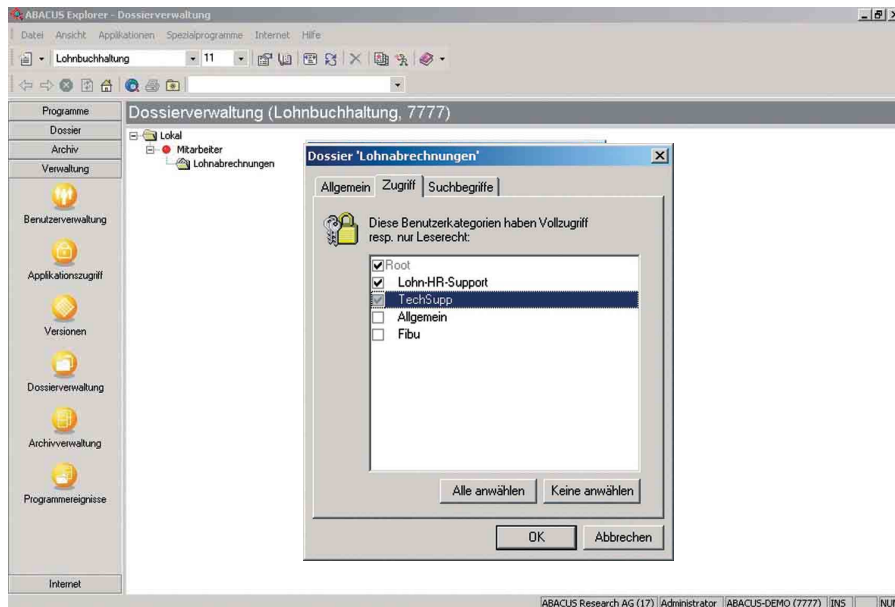 ABACUS Explorer - Dossierverwaltung
Datei Ansicht Applikationen Spezialprogramme Internet Hilfe
Lohnbuchhaltung 11
Programme
Dossier
Archiv
Verwaltung
Benutzerverwaltung
Applikationszugriff
Versionen
Dossierverwaltung
Archivverwaltung
Programmereignisse
Internet
Dossierverwaltung (Lohnbuchhaltung, 7777)
Lokal
Mitarbeiter
Lohnabrechnungen
Dossier 'Lohnabrechnungen'
Allgemein Zugriff Suchbegriffe
Diese Benutzerkategorien haben Vollzugriff
resp. nur Leserecht:
Root
Lohn-HR-Support
TechSupp
Allgemein
Fibu
Alle anwählen Keine anwählen
OK Abbrechen
ABACUS Research AG (17) Administrator ABACUS-DEMO (7777) INS NUM